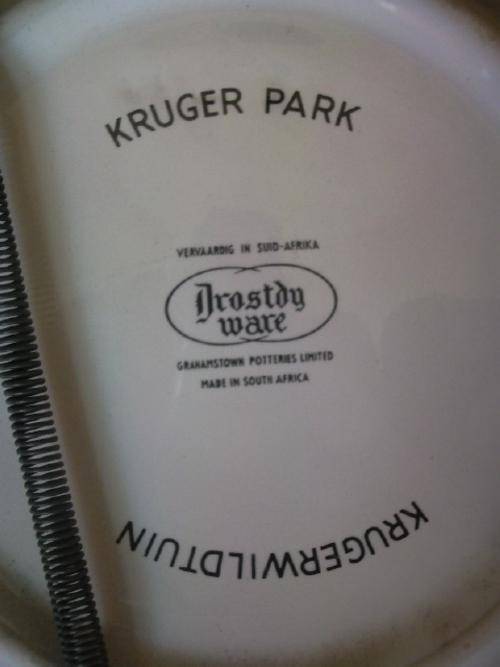 KRUGER PARK
VERVAARDIG IN SUID-AFRIKA
Drostdy
ware
GRAHAMSTOWN POTTERIES LIMITED
MADE IN SOUTH AFRICA
KRUGERWILDTUIN